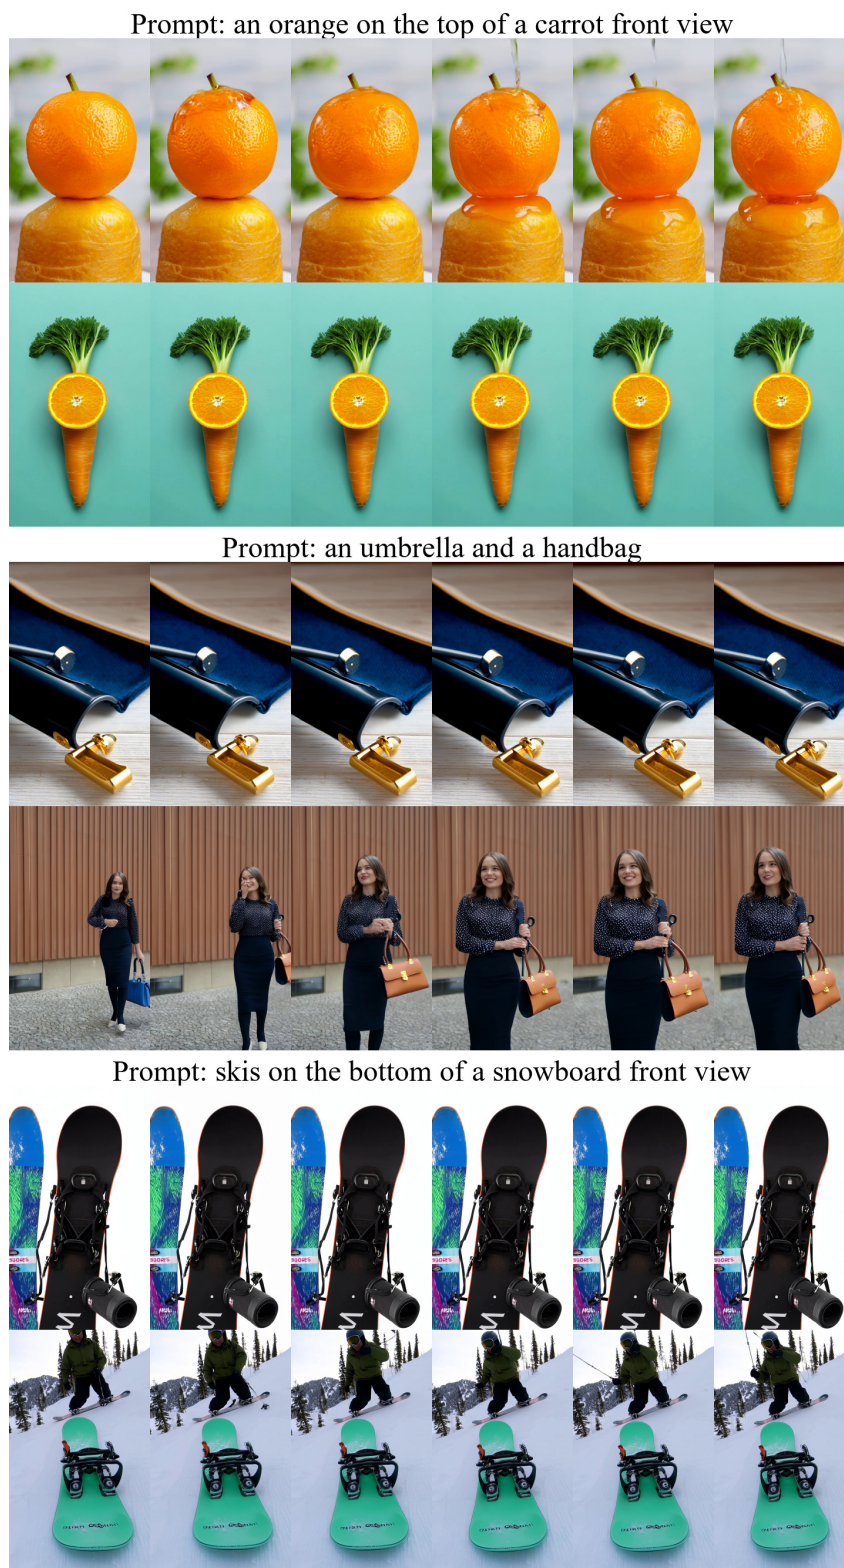 Prompt: an orange on the top of a carrot front view
Prompt: an umbrella and a handbag
Prompt: skis on the bottom of a snowboard front view